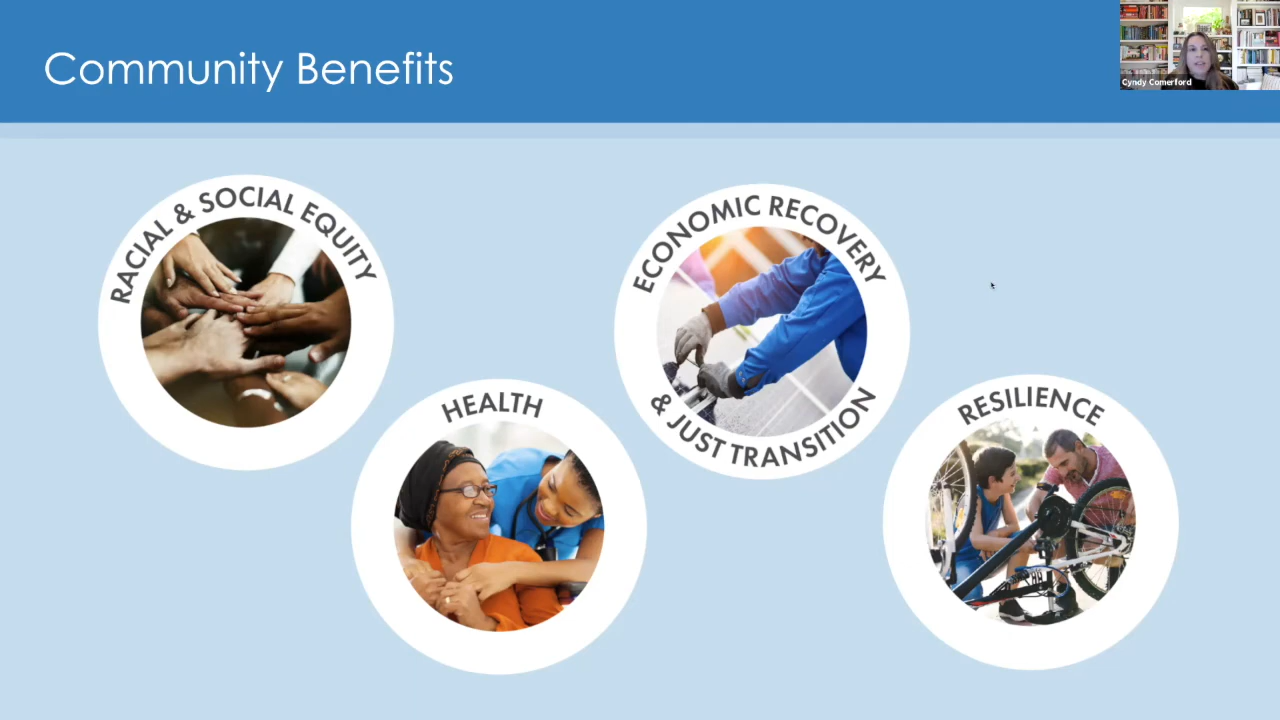 Community Benefits
Cyndy Comerford
RACIAL & SOCIAL EQUITY
ECONOMIC RECOVERY
& JUST TRANSITION
HEALTH
RESILIENCE